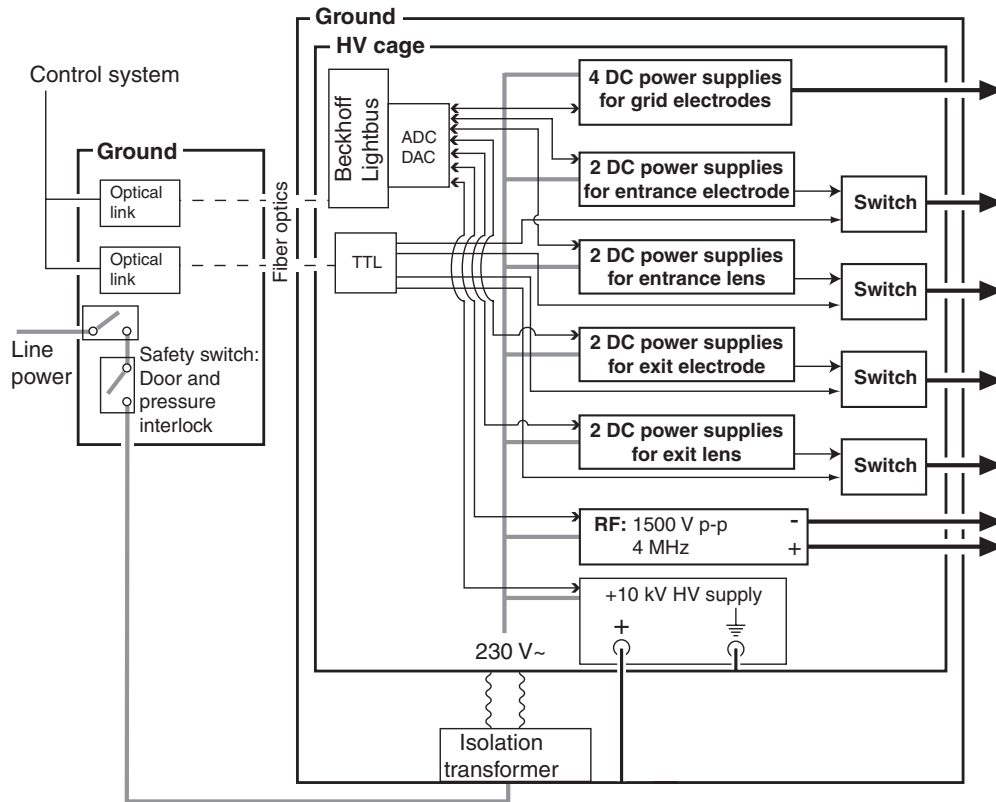 Ground
HV cage
Control system
Ground
Optical
link
Optical
link
Fiber optics
Line
power
Safety switch:
Door and
pressure
interlock
Beckhoff
Lightbus
ADC
DAC
TTL
4 DC power supplies
for grid electrodes
2 DC power supplies
for entrance electrode
Switch
2 DC power supplies
for entrance lens
Switch
2 DC power supplies
for exit electrode
Switch
2 DC power supplies
for exit lens
Switch
RF: 1500 V p-p -
4 MHz +
+10 kV HV supply
+
230 V~
Isolation
transformer